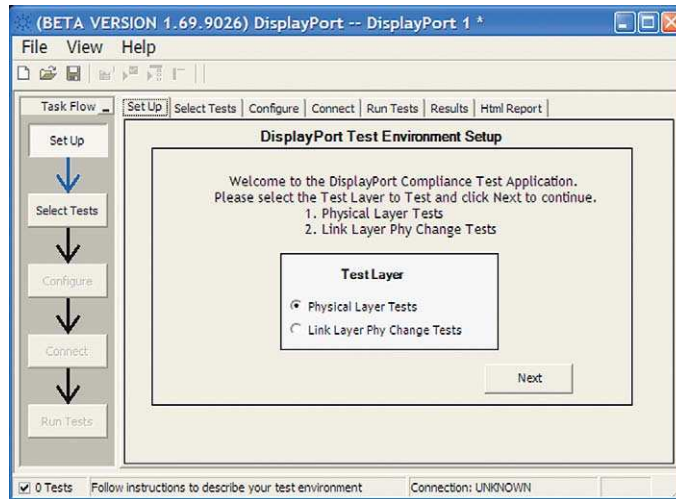 (BETA VERSION 1.69.9026) DisplayPort -- DisplayPort 1 *
File View Help
Task Flow
Set Up
Select Tests
Configure
Connect
Run Tests
Set Up Select Tests Configure Connect Run Tests Results Html Report
DisplayPort Test Environment Setup
Welcome to the DisplayPort Compliance Test Application.
Please select the Test Layer to Test and click Next to continue.
1. Physical Layer Tests
2. Link Layer Phy Change Tests
Test Layer
Physical Layer Tests
Link Layer Phy Change Tests
Next
0 Tests Follow instructions to describe your test environment Connection: UNKNOWN